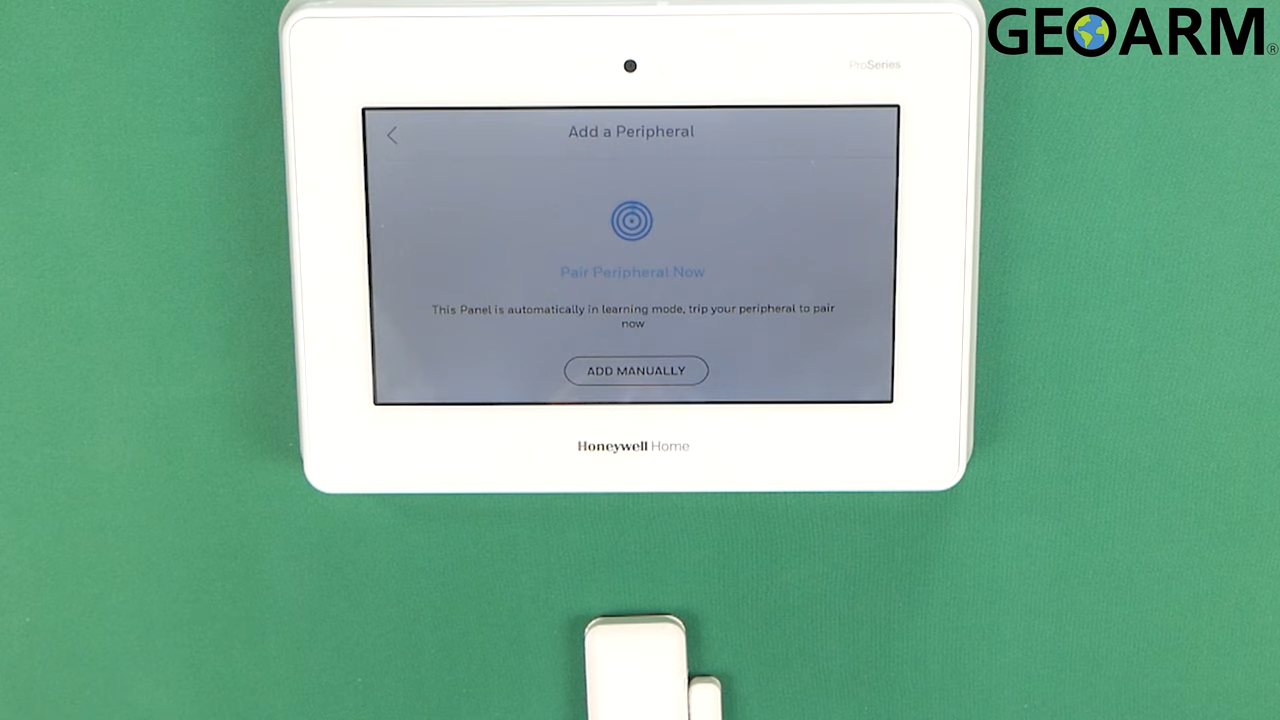 GEOARM®
ProSeries
Add a Peripheral
Pair Peripheral Now
This Panel is automatically in learning mode, trip your peripheral to pair
now
ADD MANUALLY
Honeywell Home